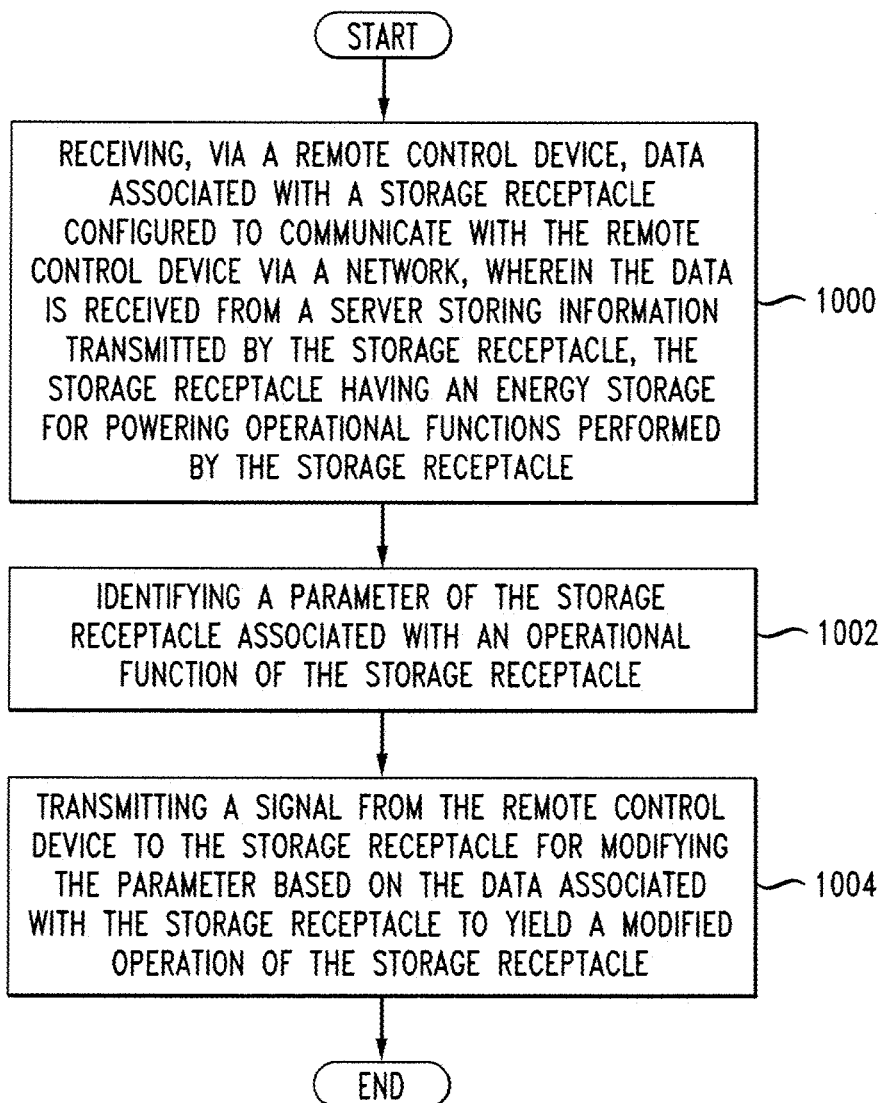 START
RECEIVING, VIA A REMOTE CONTROL DEVICE, DATA
ASSOCIATED WITH A STORAGE RECEPTACLE
CONFIGURED TO COMMUNICATE WITH THE REMOTE
CONTROL DEVICE VIA A NETWORK, WHEREIN THE DATA
IS RECEIVED FROM A SERVER STORING INFORMATION
TRANSMITTED BY THE STORAGE RECEPTACLE, THE
STORAGE RECEPTACLE HAVING AN ENERGY STORAGE
FOR POWERING OPERATIONAL FUNCTIONS PERFORMED
BY THE STORAGE RECEPTACLE
1000
IDENTIFYING A PARAMETER OF THE STORAGE
RECEPTACLE ASSOCIATED WITH AN OPERATIONAL
FUNCTION OF THE STORAGE RECEPTACLE
1002
TRANSMITTING A SIGNAL FROM THE REMOTE CONTROL
DEVICE TO THE STORAGE RECEPTACLE FOR MODIFYING
THE PARAMETER BASED ON THE DATA ASSOCIATED
WITH THE STORAGE RECEPTACLE TO YIELD A MODIFIED
OPERATION OF THE STORAGE RECEPTACLE
1004
END